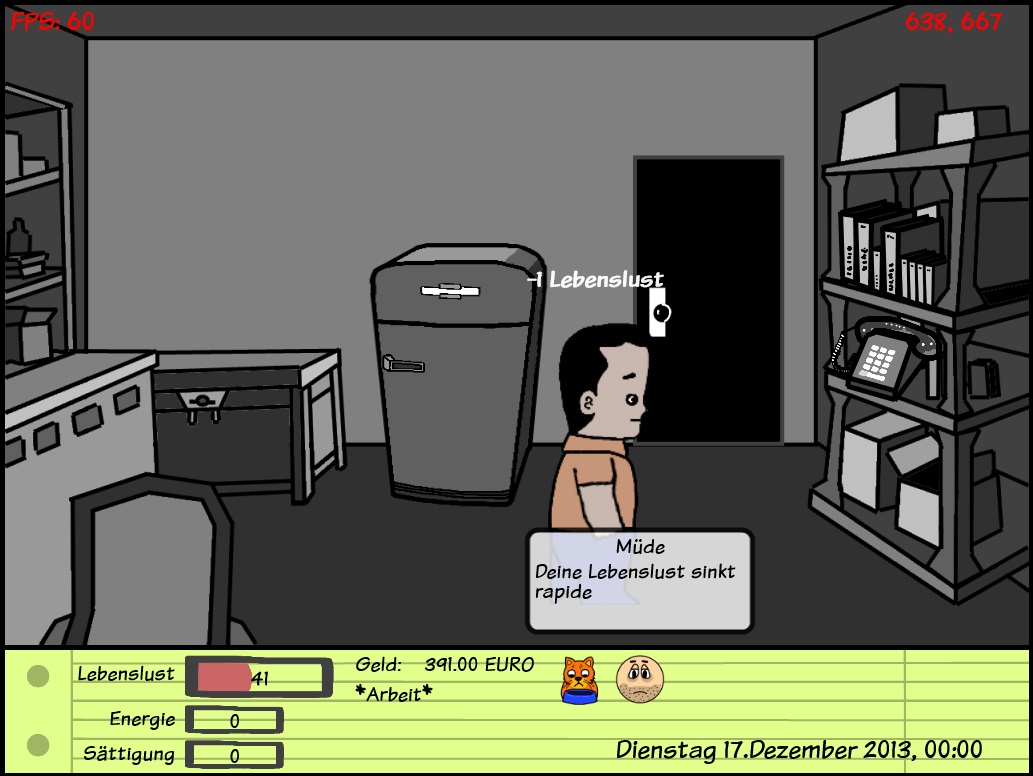 FPS: 60
638, 667
-1 Lebenslust
Müde
Deine Lebenslust sinkt
rapide
Lebenslust 41
Geld: 391.00 EURO
*Arbeit*
Energie 0
Sättigung 0
Dienstag 17.Dezember 2013, 00:00